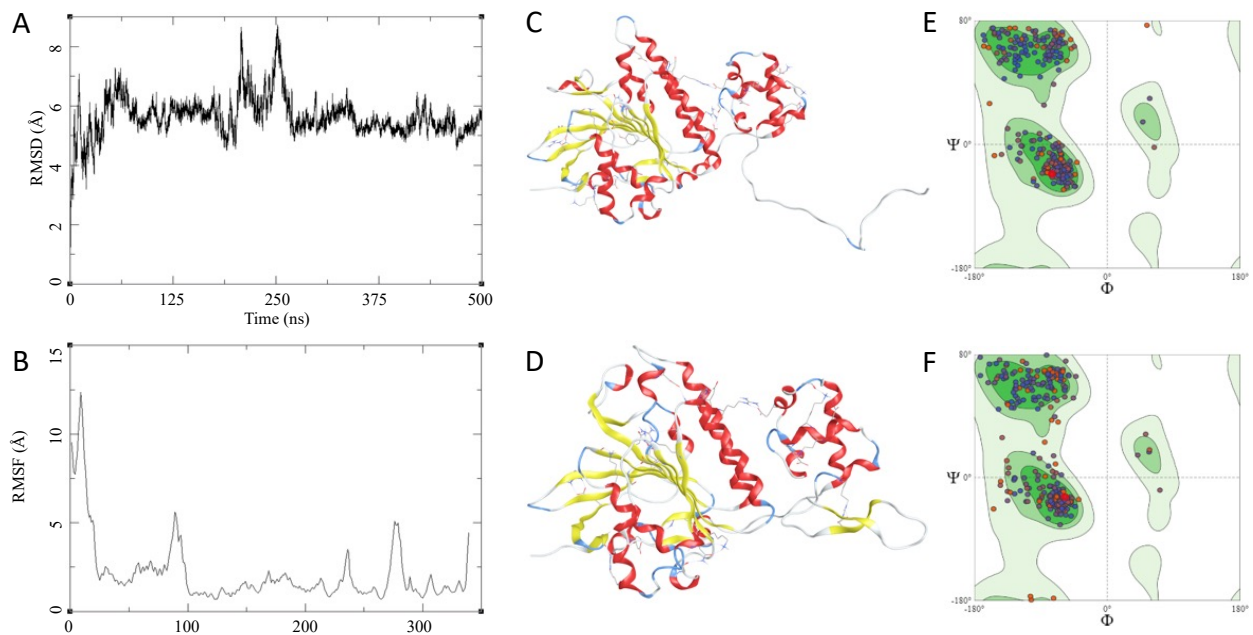 A
RMSD (Å)
8
6
4
2
0
0 125 250 375 500
Time (ns)
B
RMSF (Å)
15
10
5
0
0 100 200 300
C
D
E
80°
Ψ 0°
-180°
-180° 0° 180°
Φ
F
80°
Ψ 0°
-180°
-180° 0° 180°
Φ